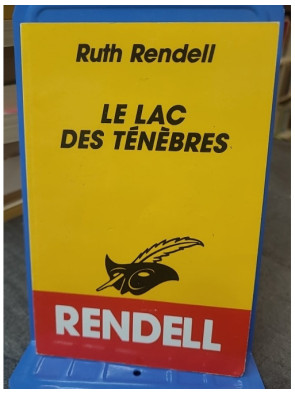 Ruth Rendell
LE LAC
DES TÉNÈBRES
RENDELL